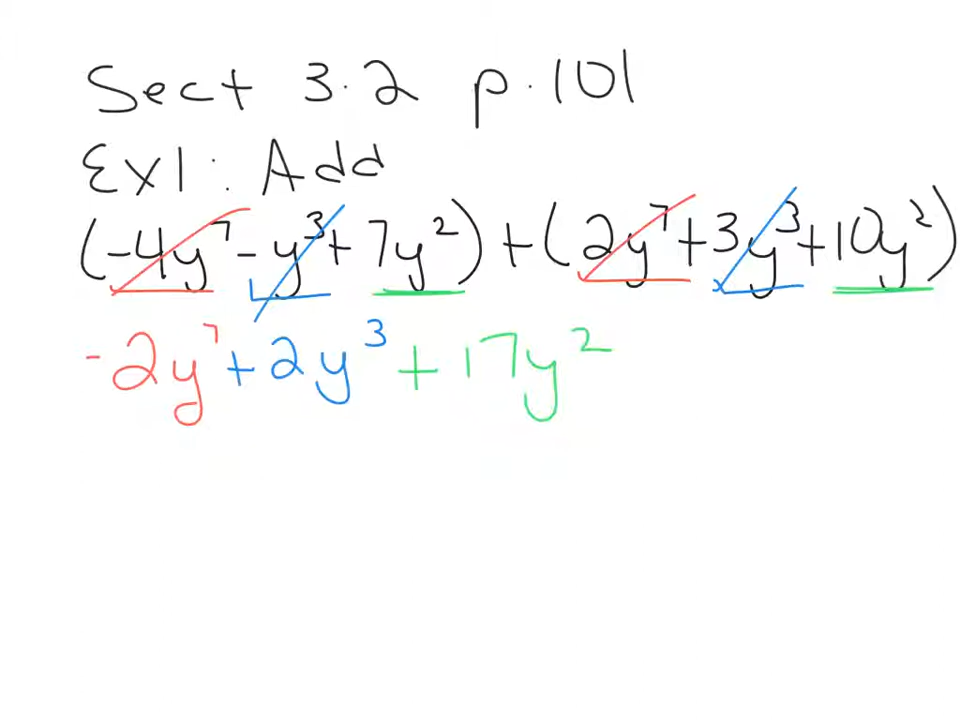 Sect 3.2 p.101
Ex1: Add
(-4y⁷ - y³ + 7y²) + (2y⁷ + 3y³ + 10y²)
-2y⁷ + 2y³ + 17y²